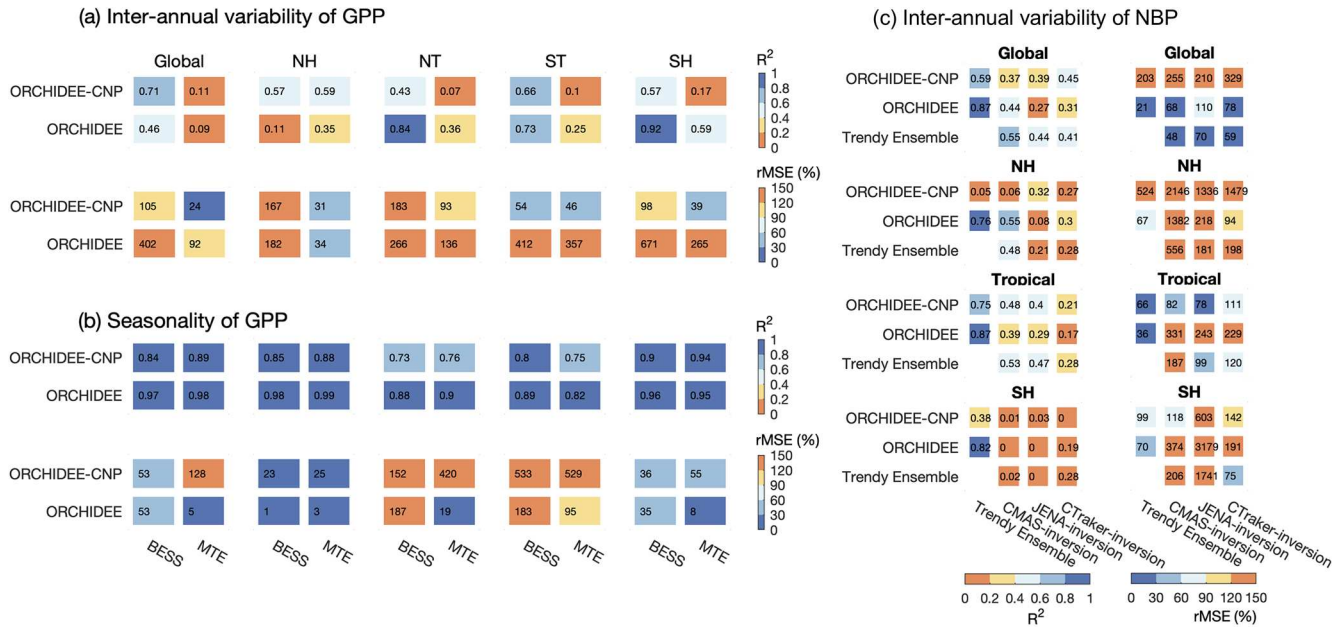 (a) Inter-annual variability of GPP
Global NH NT ST SH
R²
ORCHIDEE-CNP 0.71 0.11 0.57 0.59 0.43 0.07 0.66 0.1 0.57 0.17
ORCHIDEE 0.46 0.09 0.11 0.35 0.84 0.36 0.73 0.25 0.92 0.59
1
0.8
0.6
0.4
0.2
0
rMSE (%)
ORCHIDEE-CNP 105 24 167 31 183 93 54 46 98 39
ORCHIDEE 402 92 182 34 266 136 412 357 671 265
150
120
90
60
30
0
(b) Seasonality of GPP
R²
ORCHIDEE-CNP 0.84 0.89 0.85 0.88 0.73 0.76 0.8 0.75 0.9 0.94
ORCHIDEE 0.97 0.98 0.98 0.99 0.88 0.9 0.89 0.82 0.96 0.95
1
0.8
0.6
0.4
0.2
0
rMSE (%)
ORCHIDEE-CNP 53 128 23 25 152 420 533 529 36 55
ORCHIDEE 53 5 1 3 187 19 183 95 35 8
150
120
90
60
30
0
BESS MTE BESS MTE BESS MTE BESS MTE BESS MTE
(c) Inter-annual variability of NBP
Global Global
ORCHIDEE-CNP 0.59 0.37 0.39 0.45 203 255 210 329
ORCHIDEE 0.87 0.44 0.27 0.31 21 68 110 78
Trendy Ensemble 0.55 0.44 0.41 48 70 59
NH NH
ORCHIDEE-CNP 0.05 0.06 0.32 0.27 524 2146 1336 1479
ORCHIDEE 0.76 0.55 0.08 0.3 67 1382 218 94
Trendy Ensemble 0.48 0.21 0.28 556 181 198
Tropical Tropical
ORCHIDEE-CNP 0.75 0.48 0.4 0.21 66 82 78 111
ORCHIDEE 0.87 0.39 0.29 0.17 36 331 243 229
Trendy Ensemble 0.53 0.47 0.28 187 99 120
SH SH
ORCHIDEE-CNP 0.38 0.01 0.03 0 99 118 603 142
ORCHIDEE 0.82 0 0 0.19 70 374 3179 191
Trendy Ensemble 0.02 0 0.28 206 1741 75
Trendy Ensemble CMAS-inversion JENA-inversion CTraker-inversion Trendy Ensemble CMAS-inversion JENA-inversion CTraker-inversion
0 0.2 0.4 0.6 0.8 1 0 30 60 90 120 150
R² rMSE (%)